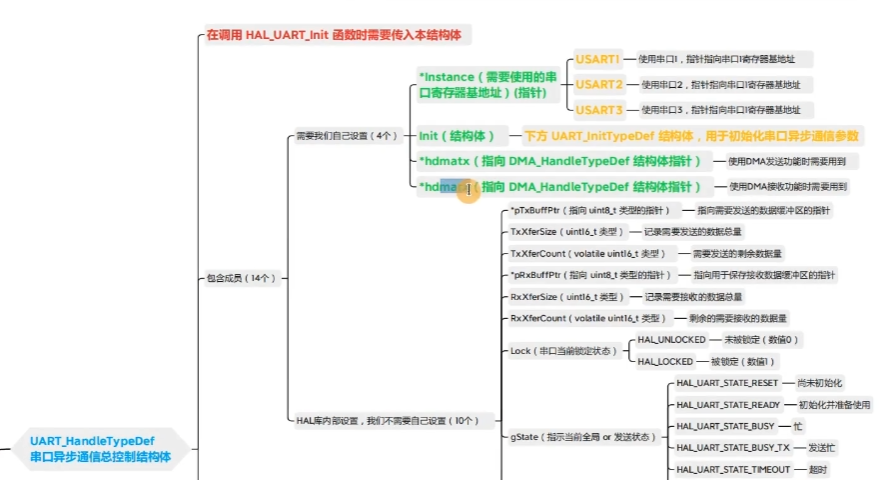 在调用 HAL_UART_Init 函数时需要传入本结构体
*Instance（需要使用的串
口寄存器基地址）(指针)
USART1
使用串口1，指针指向串口1寄存器基地址
USART2
使用串口2，指针指向串口1寄存器基地址
USART3
使用串口3，指针指向串口1寄存器基地址
需要我们自己设置（4个）
Init（结构体）
下方 UART_InitTypeDef 结构体，用于初始化串口异步通信参数
*hdmatx（指向 DMA_HandleTypeDef 结构体指针）
使用DMA发送功能时需要用到
（指向 DMA_HandleTypeDef 结构体指针）
使用DMA接收功能时需要用到
*pTxBuffPtr（指向 uint8_t 类型的指针）
指向需要发送的数据缓冲区的指针
TxXferSize（uint16_t 类型）
记录需要发送的数据总量
TxXferCount（volatile uint16_t 类型）
需要发送的剩余数据量
包含成员（14个）
*pRxBuffPtr（指向 uint8_t 类型的指针）
指向用于保存接收数据缓冲区的指针
RxXferSize（uint16_t 类型）
记录需要接收的数据总量
RxXferCount（volatile uint16_t 类型）
剩余的需要接收的数据量
Lock（串口当前锁定状态）
HAL_UNLOCKED
未被锁定（数值0）
HAL_LOCKED
被锁定（数值1）
HAL库内部设置，我们不需要自己设置（10个）
gState（指示当前全局 or 发送状态）
HAL_UART_STATE_RESET
尚未初始化
HAL_UART_STATE_READY
初始化并准备使用
HAL_UART_STATE_BUSY
忙
HAL_UART_STATE_BUSY_TX
发送忙
HAL_UART_STATE_TIMEOUT
超时
UART_HandleTypeDef
串口异步通信总控制结构体